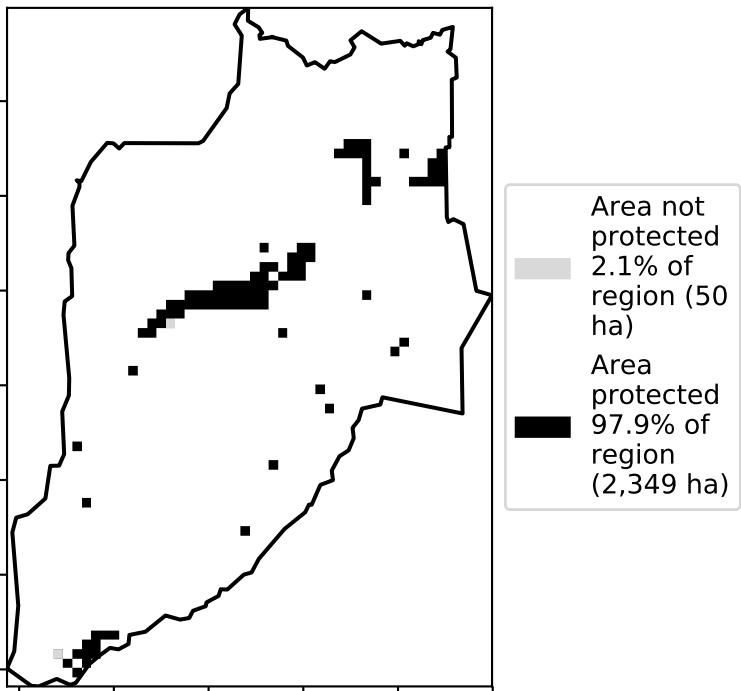 Area not
protected
2.1% of
region (50
ha)
Area
protected
97.9% of
region
(2,349 ha)